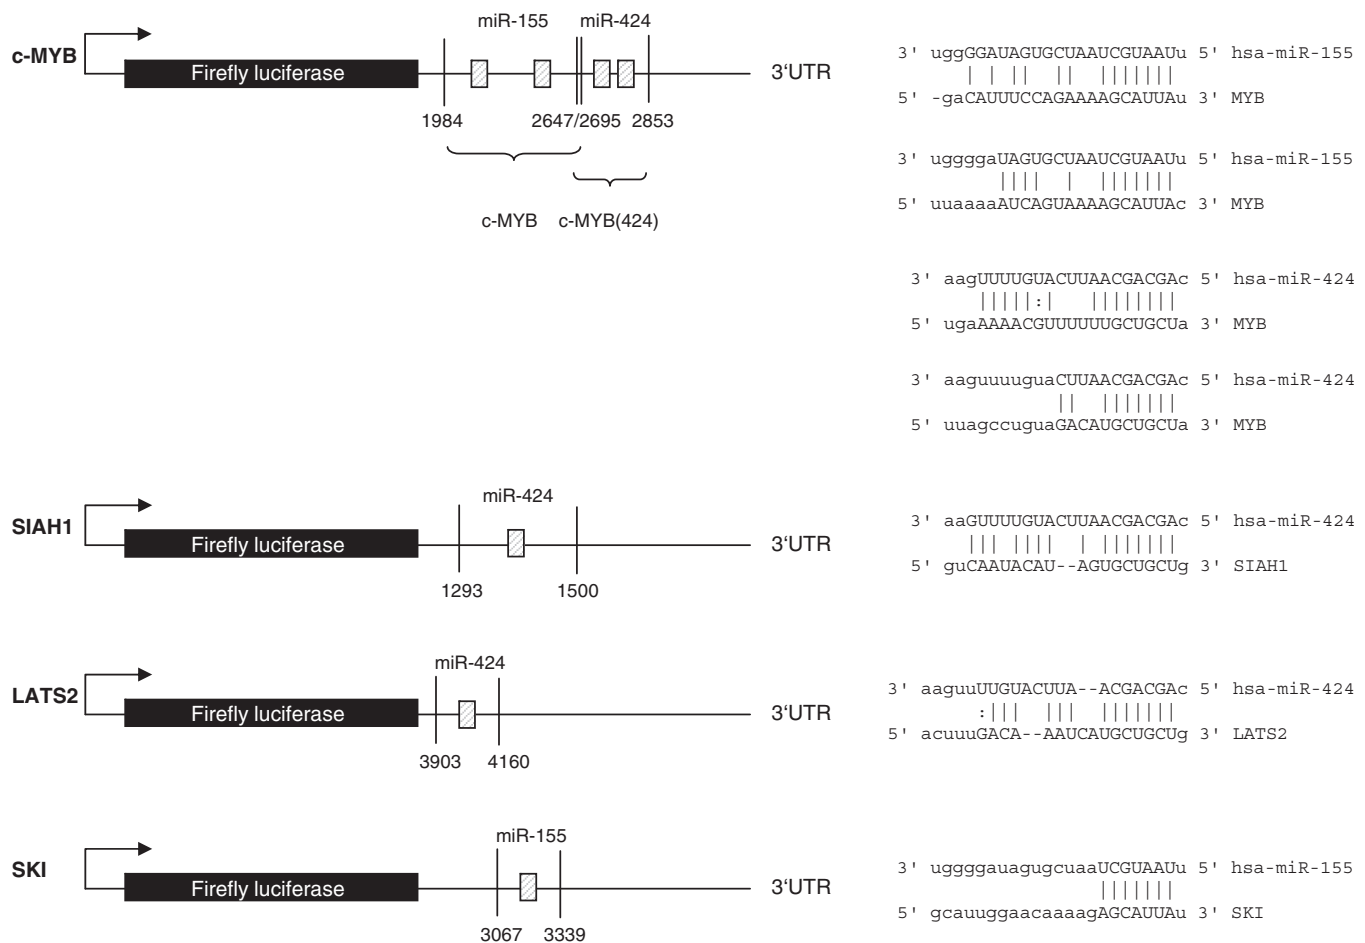 miR-155 miR-424
c-MYB
Firefly luciferase
3‘UTR
1984 2647/2695 2853
c-MYB c-MYB(424)
3' uggGGAUAGUGCUAAUCGUAAUu 5' hsa-miR-155
| | || || |||||||
5' -gaCAUUUCCAGAAAAGCAUUAu 3' MYB
3' uggggaUAGUGCUAAUCGUAAUu 5' hsa-miR-155
|||| | |||||||
5' uuaaaaAUCAGUAAAAGCAUUAc 3' MYB
3' aagUUUUGUACUUAACGACGAc 5' hsa-miR-424
|||||:| ||||||||
5' ugaAAAACGUUUUUUGCUGCUa 3' MYB
3' aaguuuuguaCUUAACGACGAc 5' hsa-miR-424
|| |||||||
5' uuagccuguaGACAUGCUGCUa 3' MYB
miR-424
SIAH1
Firefly luciferase
3‘UTR
1293 1500
3' aaGUUUUGUACUUAACGACGAc 5' hsa-miR-424
||| |||| | |||||||
5' guCAAUACAU--AGUGCUGCUg 3' SIAH1
miR-424
LATS2
Firefly luciferase
3‘UTR
3903 4160
3' aaguuUUGUACUUA--ACGACGAc 5' hsa-miR-424
:||| ||| |||||||
5' acuuuGACA--AAUCAUGCUGCUg 3' LATS2
miR-155
SKI
Firefly luciferase
3‘UTR
3067 3339
3' uggggauagugcuaaUCGUAAUu 5' hsa-miR-155
|||||||
5' gcauuggaacaaaagAGCAUUAu 3' SKI